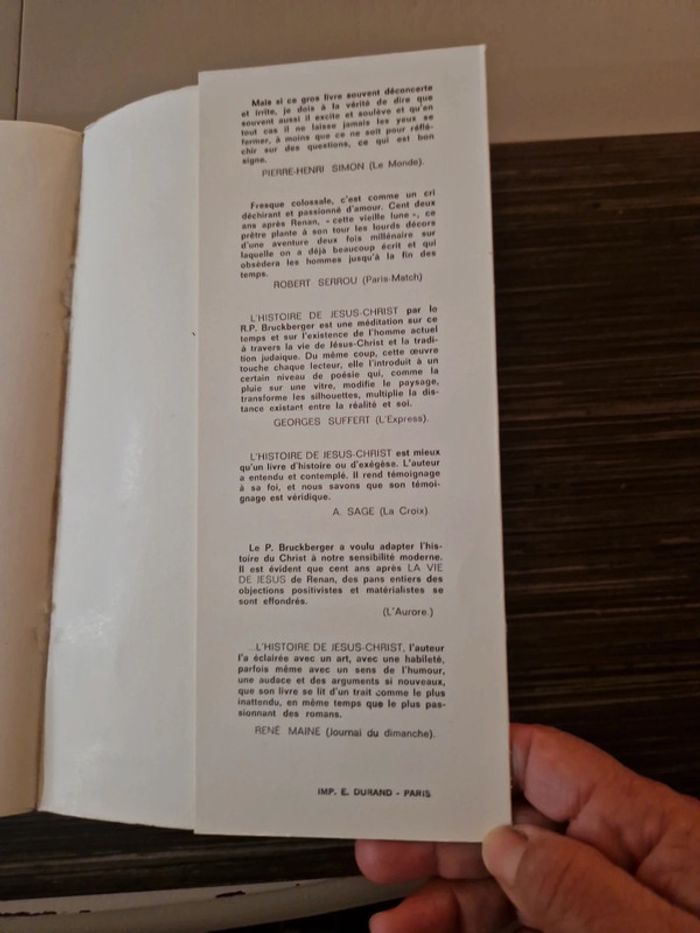 Mais si ce gros livre souvent déconcerte
et irrite, je dois à la vérité de dire que
souvent aussi il excite et soulève et qu'en
tout cas il ne laisse jamais les yeux se
fermer, à moins que ce ne soit pour réflé-
chir sur des questions, ce qui est bon
signe.
PIERRE-HENRI SIMON (Le Monde).
Fresque colossale, c'est comme un cri
déchirant et passionné d'amour. Cent deux
ans après Renan, « cette vieille lune », ce
prêtre plante à son tour les lourds décors
d'une aventure deux fois millénaire sur
laquelle on a déjà beaucoup écrit et qui
obsédera les hommes jusqu'à la fin des
temps.
ROBERT SERROU (Paris-Match)
L'HISTOIRE DE JESUS-CHRIST par le
R.P. Bruckberger est une méditation sur ce
temps et sur l'existence de l'homme actuel
à travers la vie de Jésus-Christ et la tradi-
tion judaïque. Du même coup, cette œuvre
touche chaque lecteur, elle l'introduit à un
certain niveau de poésie qui, comme la
pluie sur une vitre, modifie le paysage,
transforme les silhouettes, multiplie la dis-
tance existant entre la réalité et soi.
GEORGES SUFFERT (L'Express).
L'HISTOIRE DE JESUS-CHRIST est mieux
qu'un livre d'histoire ou d'exégèse. L'auteur
a entendu et contemplé. Il rend témoignage
à sa foi, et nous savons que son témoi-
gnage est véridique.
A. SAGE (La Croix)
Le P. Bruckberger a voulu adapter l'his-
toire du Christ à notre sensibilité moderne.
Il est évident que cent ans après LA VIE
DE JESUS de Renan, des pans entiers des
objections positivistes et matérialistes se
sont effondrés.
(L'Aurore.)
...L'HISTOIRE DE JESUS-CHRIST, l'auteur
l'a éclairée avec un art, avec une habileté,
parfois même avec un sens de l'humour,
une audace et des arguments si nouveaux,
que son livre se lit d'un trait comme le plus
inattendu, en même temps que le plus pas-
sionnant des romans.
RENÉ MAINE (Journal du dimanche).
IMP. E. DURAND - PARIS